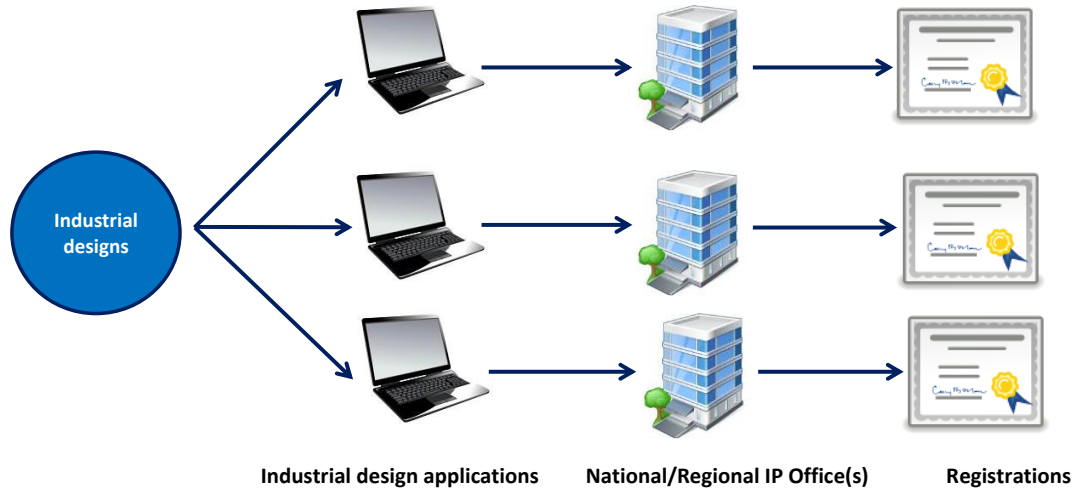 Industrial
designs
Industrial design applications
National/Regional IP Office(s)
Registrations